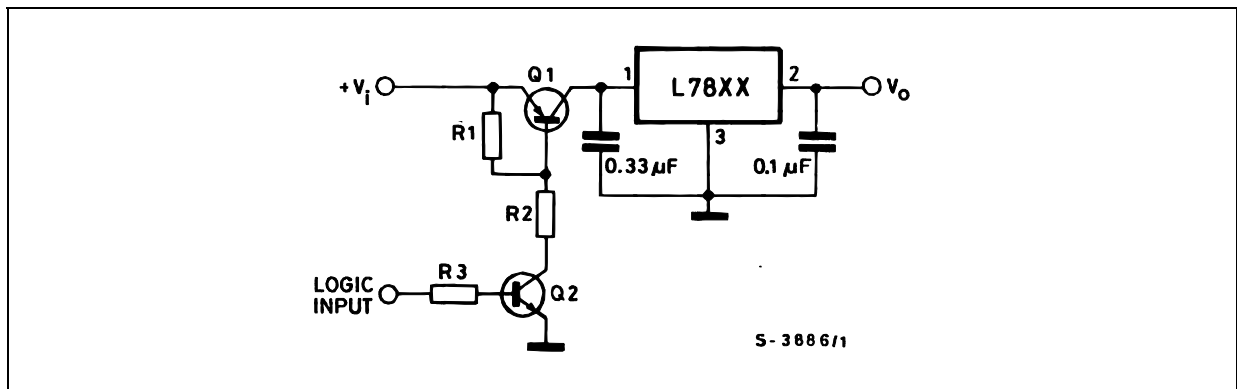 Q1
1
L78XX
2
+Vi
Vo
R1
3
0.33µF
0.1µF
R2
R3
LOGIC
INPUT
Q2
S-3886/1